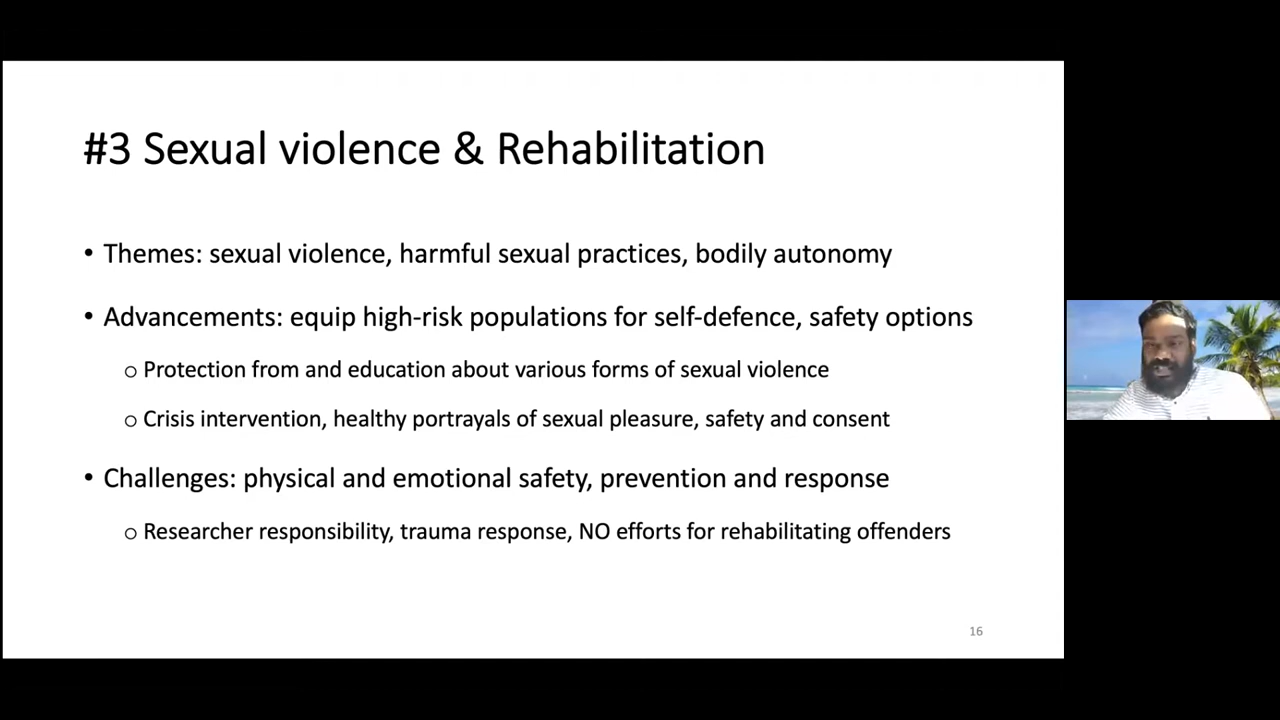 #3 Sexual violence & Rehabilitation
• Themes: sexual violence, harmful sexual practices, bodily autonomy
• Advancements: equip high-risk populations for self-defence, safety options
o Protection from and education about various forms of sexual violence
o Crisis intervention, healthy portrayals of sexual pleasure, safety and consent
• Challenges: physical and emotional safety, prevention and response
o Researcher responsibility, trauma response, NO efforts for rehabilitating offenders
16